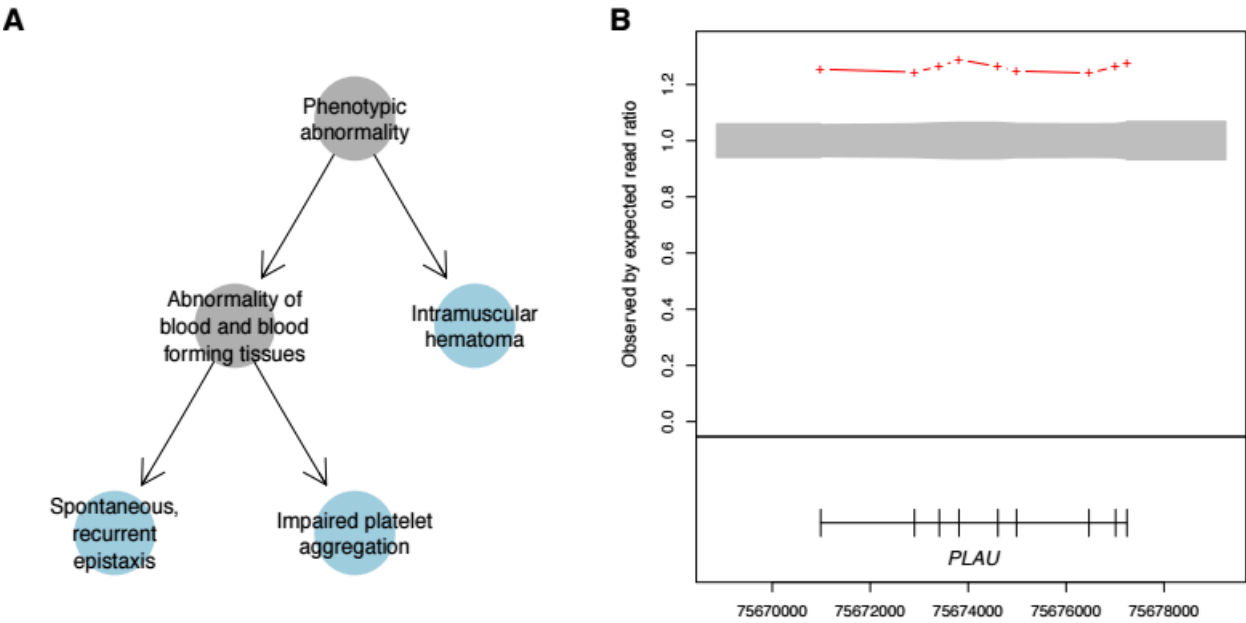 A
Phenotypic
abnormality
Abnormality of
blood and blood
forming tissues
Intramuscular
hematoma
Spontaneous,
recurrent
epistaxis
Impaired platelet
aggregation
B
Observed by expected read ratio
1.2
1.0
0.8
0.6
0.4
0.2
0.0
PLAU
75670000 75672000 75674000 75676000 75678000